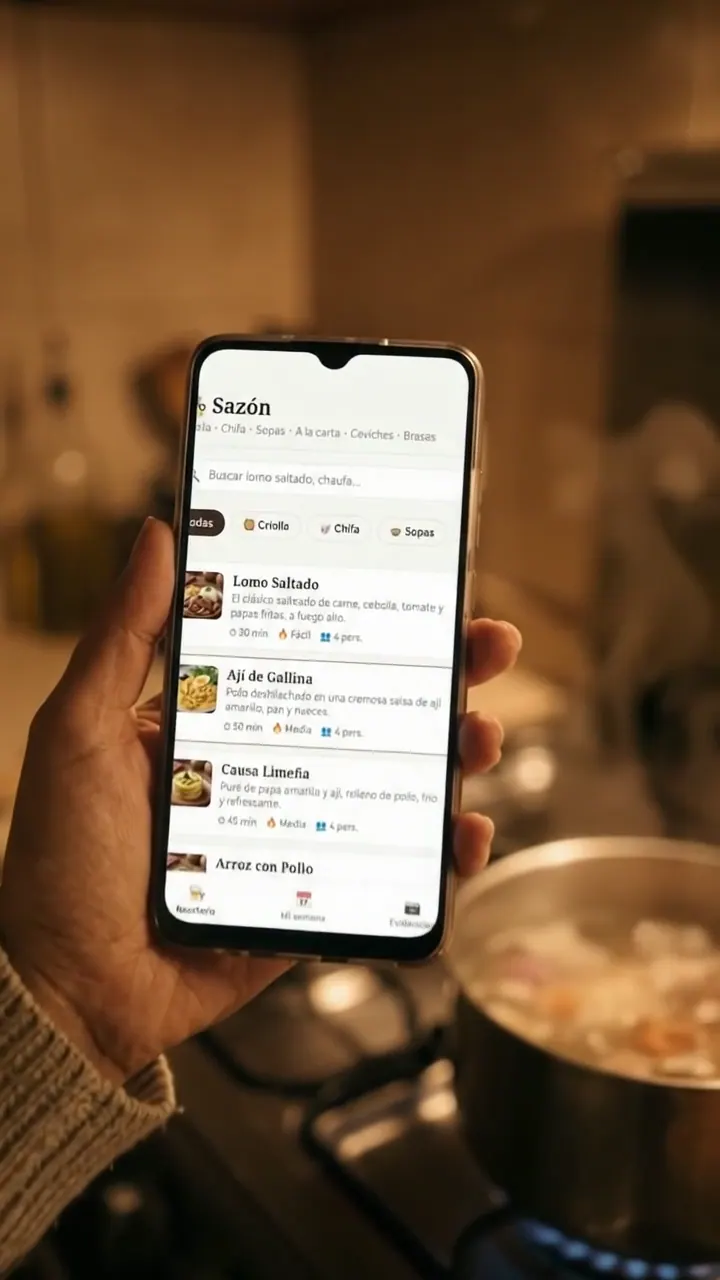 Sazón
Chifa · Sopas · A la carta · Ceviches · Brasas
Buscar lomo saltado, chaufa...
Criollo
Chifa
Sopas
Lomo Saltado
El clásico salteado de carne, cebolla, tomate y
papas fritas, a fuego alto.
30 min Fácil 4 pers.
Ají de Gallina
Pollo deshilachado en una cremosa salsa de ají
amarillo, pan y nueces.
50 min Media 4 pers.
Causa Limeña
Puré de papa amarilla y ají, relleno de pollo, frío
y refrescante.
45 min Media 4 pers.
Arroz con Pollo
Mi semana